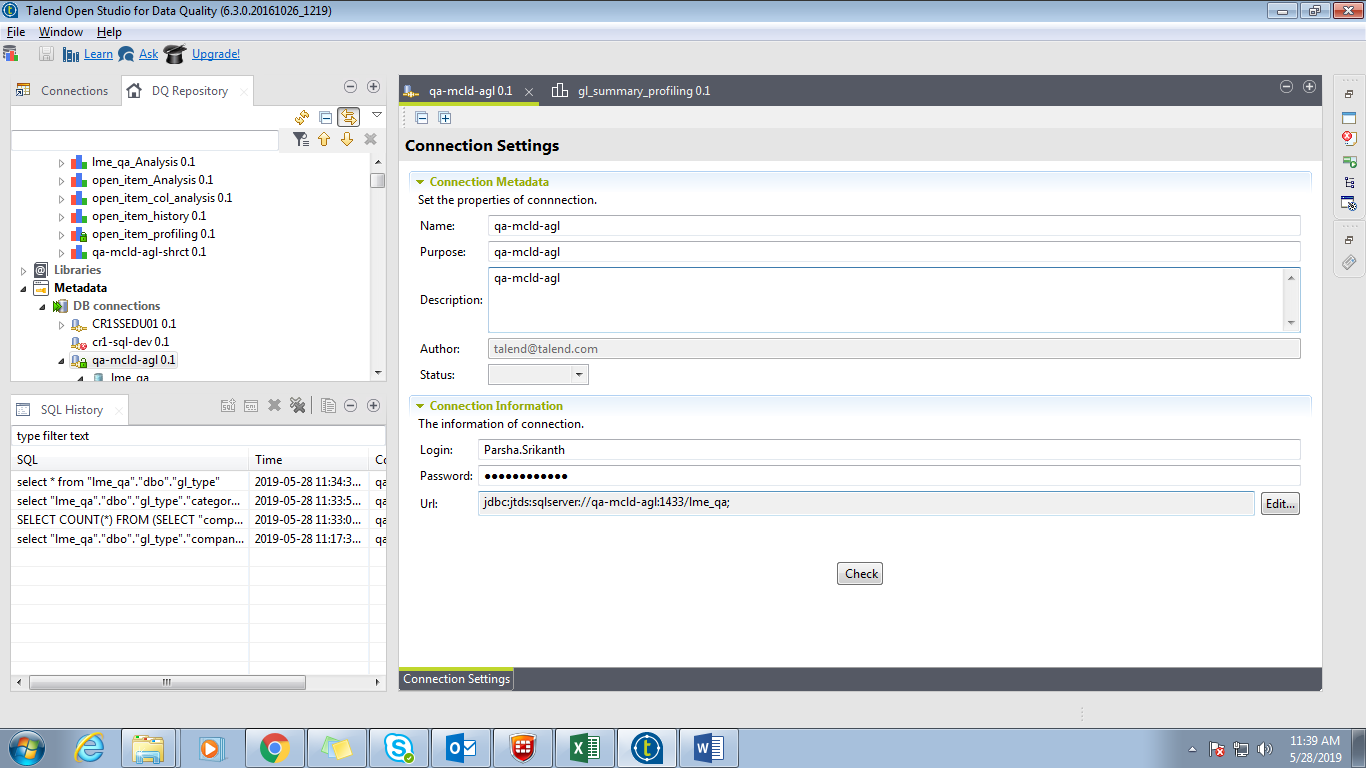 Talend Open Studio for Data Quality (6.3.0.20161026_1219)
File Window Help
Learn Ask Upgrade!
Connections DQ Repository
lme_qa_Analysis 0.1
open_item_Analysis 0.1
open_item_col_analysis 0.1
open_item_history 0.1
open_item_profiling 0.1
qa-mcld-agl-shrct 0.1
Libraries
Metadata
DB connections
CR1SSEDU01 0.1
cr1-sql-dev 0.1
qa-mcld-agl 0.1
lme_qa
SQL History
type filter text
SQL Time Co
select * from "lme_qa"."dbo"."gl_type" 2019-05-28 11:34:3... qa
select "lme_qa"."dbo"."gl_type"."categor... 2019-05-28 11:33:5... qa
SELECT COUNT(*) FROM (SELECT "comp... 2019-05-28 11:33:0... qa
select "lme_qa"."dbo"."gl_type"."compan... 2019-05-28 11:17:3... qa
qa-mcld-agl 0.1 gl_summary_profiling 0.1
Connection Settings
Connection Metadata
Set the properties of connnection.
Name: qa-mcld-agl
Purpose: qa-mcld-agl
qa-mcld-agl
Description:
Author: talend@talend.com
Status:
Connection Information
The information of connection.
Login: Parsha.Srikanth
Password: ●●●●●●●●●●●●
Url: jdbc:jtds:sqlserver://qa-mcld-agl:1433/lme_qa; Edit...
Check
Connection Settings
11:39 AM
5/28/2019